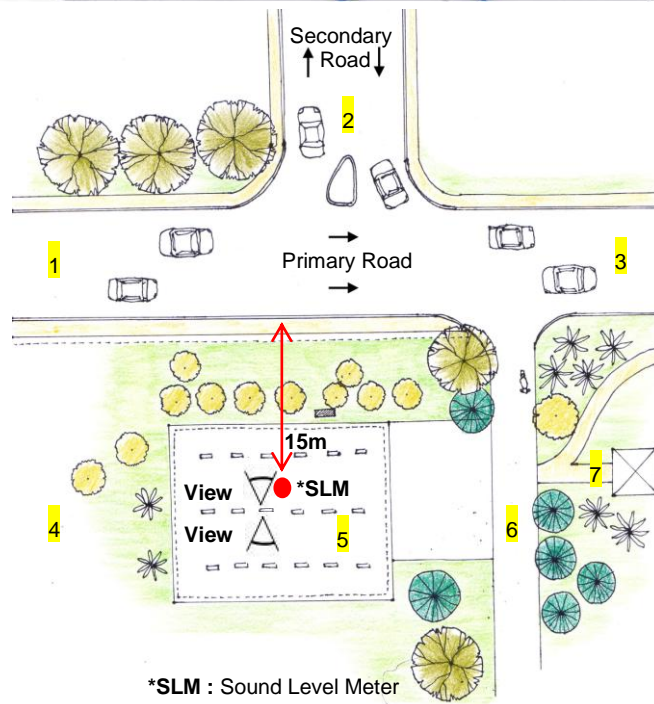 Secondary
Road
2
1
Primary Road
3
15m
View
*SLM
7
View
4
5
6
*SLM : Sound Level Meter